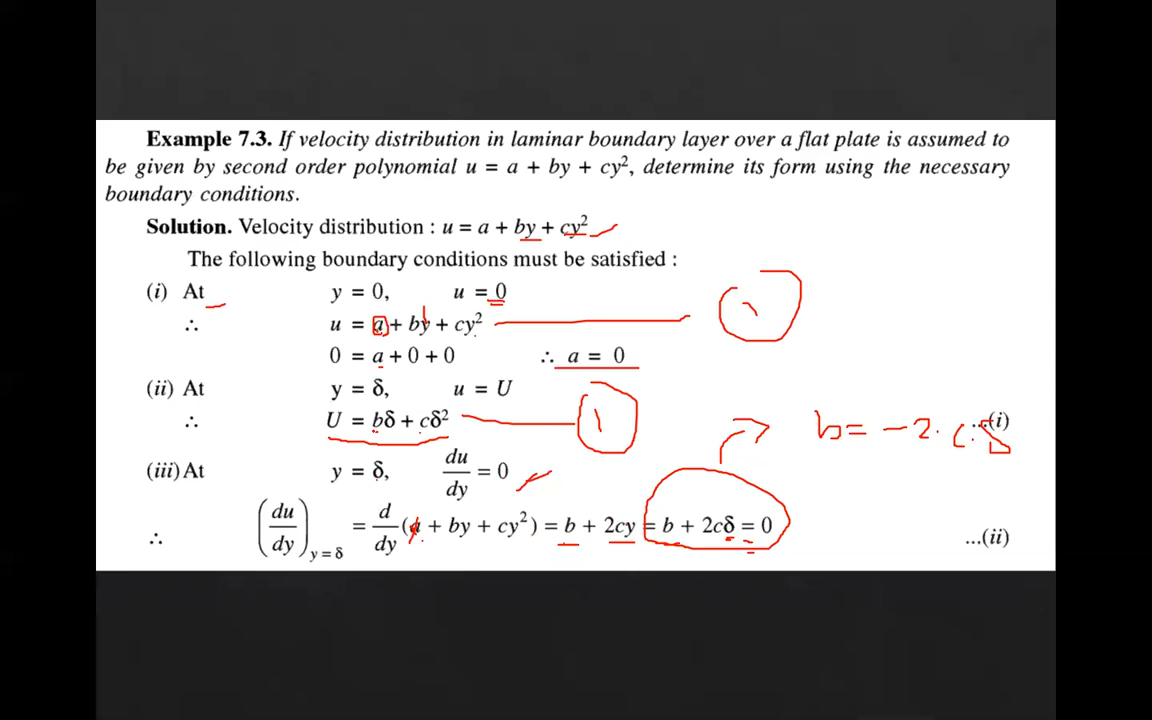 Example 7.3. If velocity distribution in laminar boundary layer over a flat plate is assumed to
be given by second order polynomial u = a + by + cy², determine its form using the necessary
boundary conditions.
Solution. Velocity distribution : u = a + by + cy²
The following boundary conditions must be satisfied :
(i) At y = 0, u = 0
∴ u = a + by + cy²
0 = a + 0 + 0 ∴ a = 0
(ii) At y = δ, u = U
∴ U = bδ + cδ² 1 ...(i)
b = -2·c·δ
(iii) At y = δ, du/dy = 0
∴ (du/dy)y = δ = d/dy (a + by + cy²) = b + 2cy = b + 2cδ = 0 ...(ii)